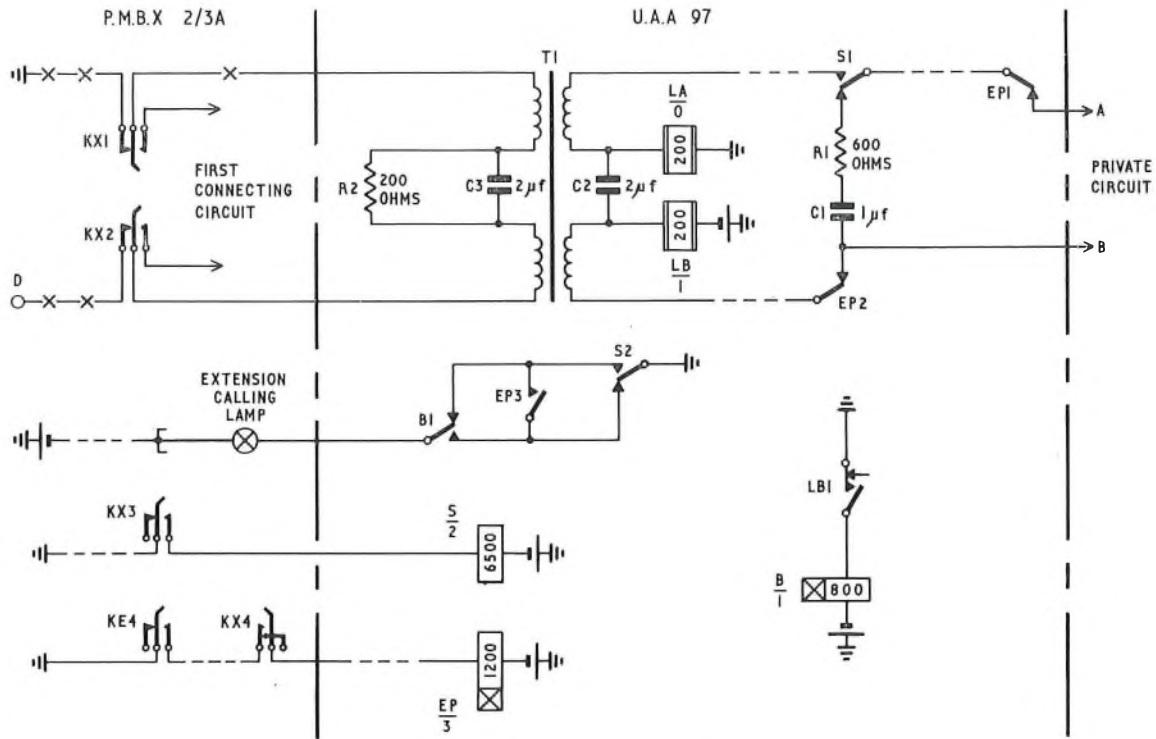 P.M.B.X 2/3A
U.A.A 97
T1
S1
EP1
A
KX1
FIRST
CONNECTING
CIRCUIT
R2
200
OHMS
C3
2μf
C2
2μf
LA
0
200
200
LB
1
R1
600
OHMS
C1
1μf
PRIVATE
CIRCUIT
B
KX2
D
EP2
EXTENSION
CALLING
LAMP
B1
EP3
S2
LB1
KX3
S
2
6500
B
1
800
KE4
KX4
1200
EP
3